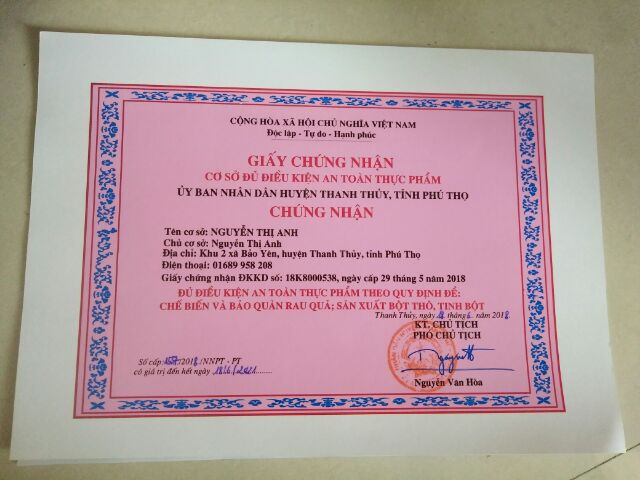 CỘNG HÒA XÃ HỘI CHỦ NGHĨA VIỆT NAM
Độc lập - Tự do - Hạnh phúc
GIẤY CHỨNG NHẬN
CƠ SỞ ĐỦ ĐIỀU KIỆN AN TOÀN THỰC PHẨM
ỦY BAN NHÂN DÂN HUYỆN THANH THỦY, TỈNH PHÚ THỌ
CHỨNG NHẬN
Tên cơ sở: NGUYỄN THỊ ANH
Chủ cơ sở: Nguyễn Thị Anh
Địa chỉ: Khu 2 xã Bảo Yên, huyện Thanh Thủy, tỉnh Phú Thọ
Điện thoại: 01689 958 208
Giấy chứng nhận ĐKKD số: 18K8000538, ngày cấp 29 tháng 5 năm 2018
ĐỦ ĐIỀU KIỆN AN TOÀN THỰC PHẨM THEO QUY ĐỊNH ĐỂ:
CHẾ BIẾN VÀ BẢO QUẢN RAU QUẢ; SẢN XUẤT BỘT THÔ, TINH BỘT
Thanh Thủy, ngày 18 tháng 6 năm 2018
KT. CHỦ TỊCH
PHÓ CHỦ TỊCH
Số cấp: /2018/NNPT - PT
có giá trị đến hết ngày 18/6/2021
Nguyễn Văn Hòa